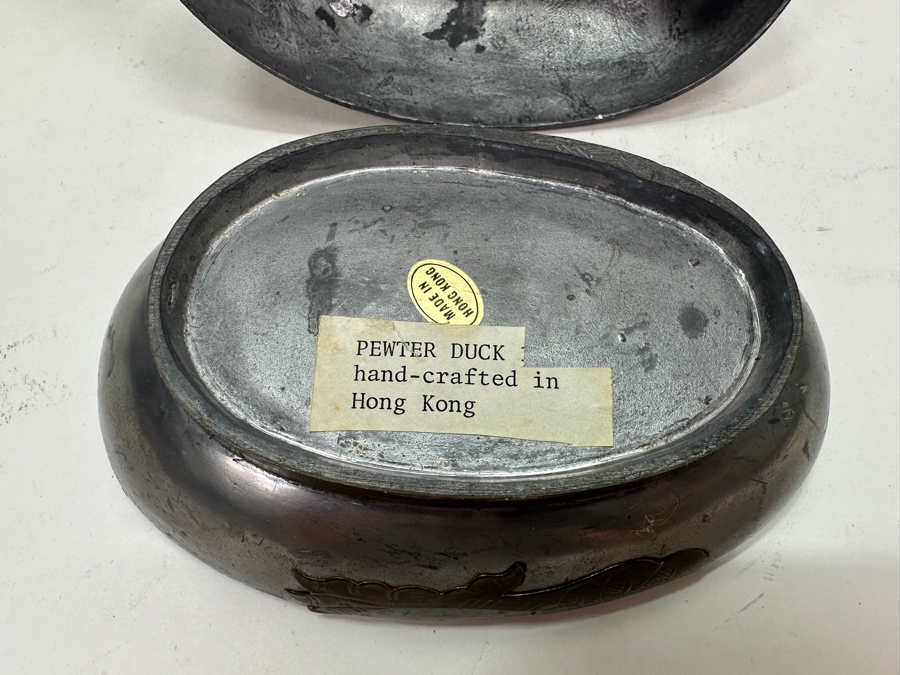 MADE IN
HONG KONG
PEWTER DUCK
hand-crafted in
Hong Kong